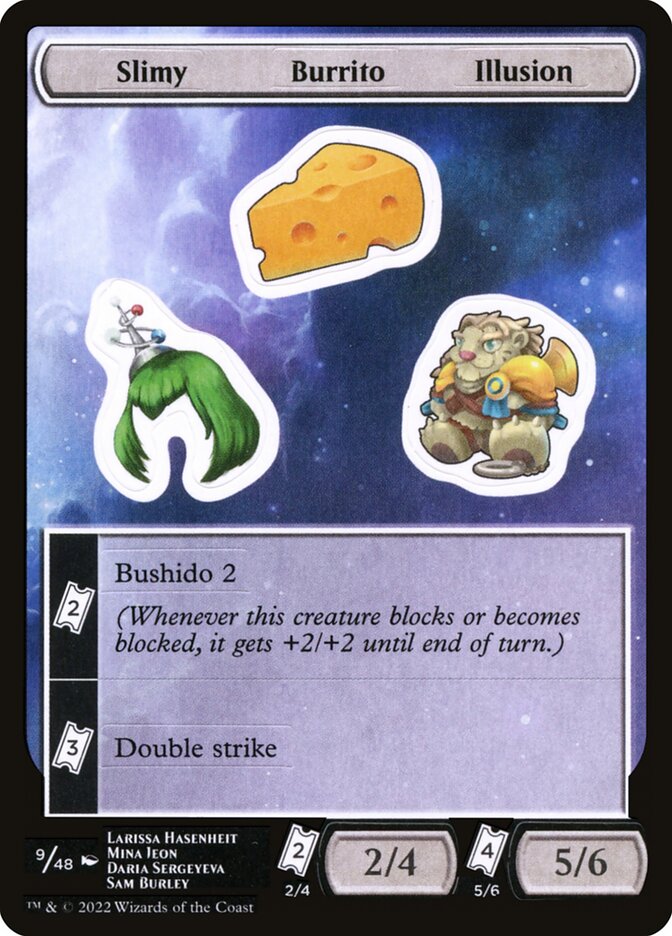 Slimy Burrito Illusion
2
Bushido 2
(Whenever this creature blocks or becomes
blocked, it gets +2/+2 until end of turn.)
3
Double strike
9/48
Larissa Hasenheit
Mina Jeon
Daria Sergeyeva
Sam Burley
™ & © 2022 Wizards of the Coast
2
2/4
2/4
4
5/6
5/6